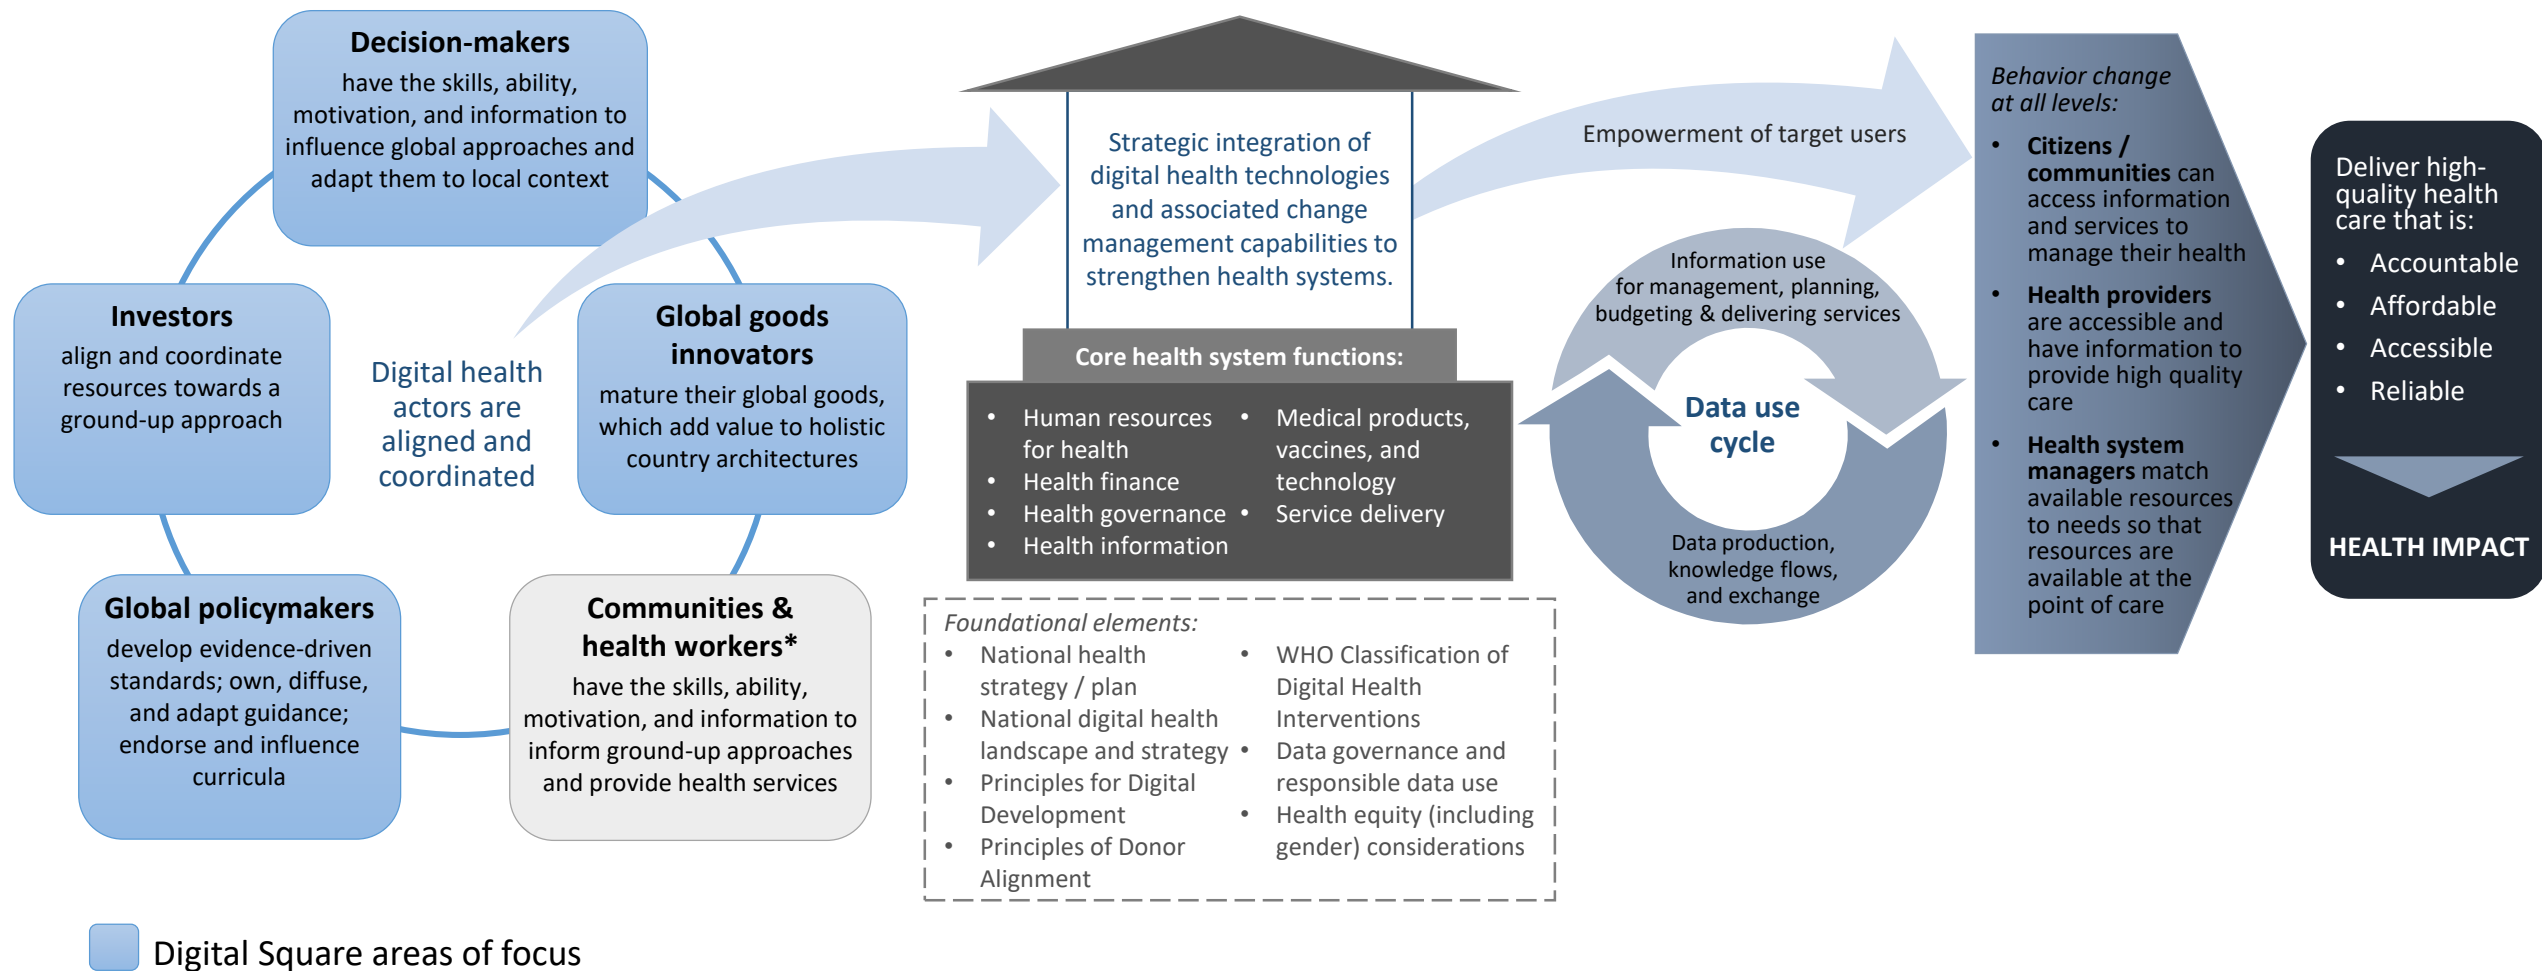 Decision-makers
have the skills, ability,
motivation, and information to
influence global approaches and
adapt them to local context
Investors
align and coordinate
resources towards a
ground-up approach
Digital health
actors are
aligned and
coordinated
Global goods
innovators
mature their global goods,
which add value to holistic
country architectures
Global policymakers
develop evidence-driven
standards; own, diffuse,
and adapt guidance;
endorse and influence
curricula
Communities &
health workers*
have the skills, ability,
motivation, and information to
inform ground-up approaches
and provide health services
Digital Square areas of focus
Strategic integration of
digital health technologies
and associated change
management capabilities to
strengthen health systems.
Core health system functions:
• Human resources
for health
• Health finance
• Health governance
• Health information
• Medical products,
vaccines, and
technology
• Service delivery
Foundational elements:
• National health
strategy / plan
• National digital health
landscape and strategy
• Principles for Digital
Development
• Principles of Donor
Alignment
• WHO Classification of
Digital Health
Interventions
• Data governance and
responsible data use
• Health equity (including
gender) considerations
Empowerment of target users
Information use
for management, planning,
budgeting & delivering services
Data use
cycle
Data production,
knowledge flows,
and exchange
Behavior change
at all levels:
• Citizens /
communities can
access information
and services to
manage their health
• Health providers
are accessible and
have information to
provide high quality
care
• Health system
managers match
available resources
to needs so that
resources are
available at the
point of care
Deliver high-
quality health
care that is:
• Accountable
• Affordable
• Accessible
• Reliable
HEALTH IMPACT